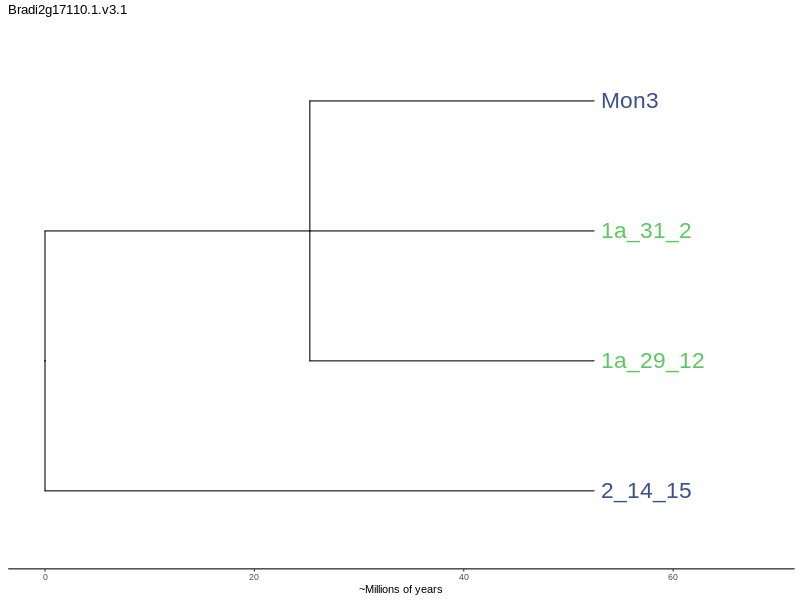 Bradi2g17110.1.v3.1
Mon3
1a_31_2
1a_29_12
2_14_15
0 20 40 60
~Millions of years